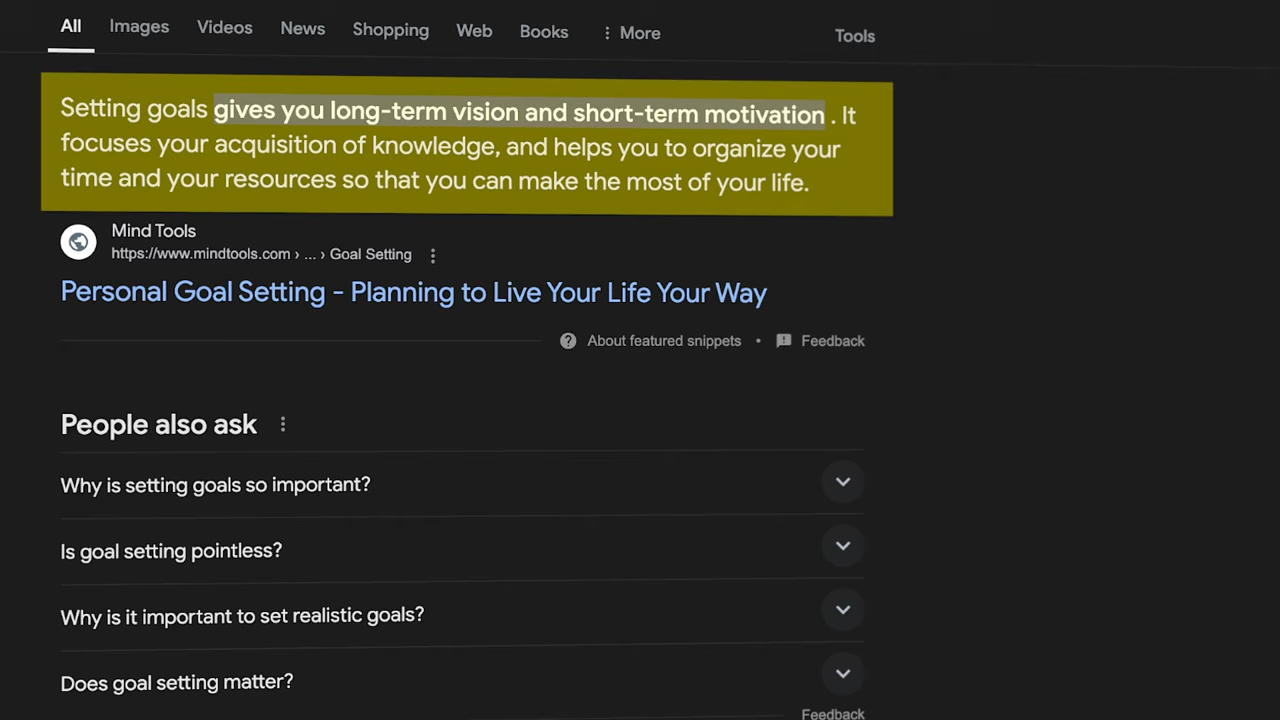 All Images Videos News Shopping Web Books More Tools
Setting goals gives you long-term vision and short-term motivation . It
focuses your acquisition of knowledge, and helps you to organize your
time and your resources so that you can make the most of your life.
Mind Tools
https://www.mindtools.com › ... › Goal Setting
Personal Goal Setting - Planning to Live Your Life Your Way
About featured snippets • Feedback
People also ask
Why is setting goals so important?
Is goal setting pointless?
Why is it important to set realistic goals?
Does goal setting matter?
Feedback